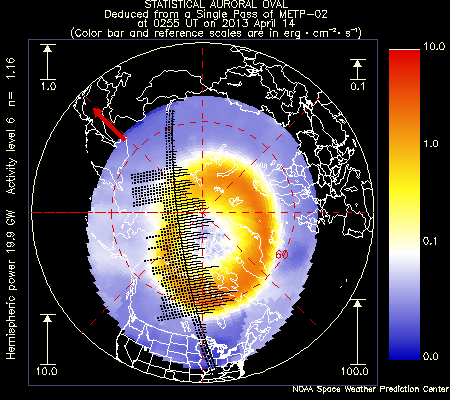 STATISTICAL AURORAL OVAL
Deduced from a Single Pass of METP-02
at 0255 UT on 2013 April 14
(Color bar and reference scales are in erg · cm⁻² · s⁻¹)
Hemispheric power 19.9 GW Activity level 6 n= 1.16
1.0
0.1
10.0
100.0
60
10.0
1.0
0.1
0.0
NOAA Space Weather Prediction Center